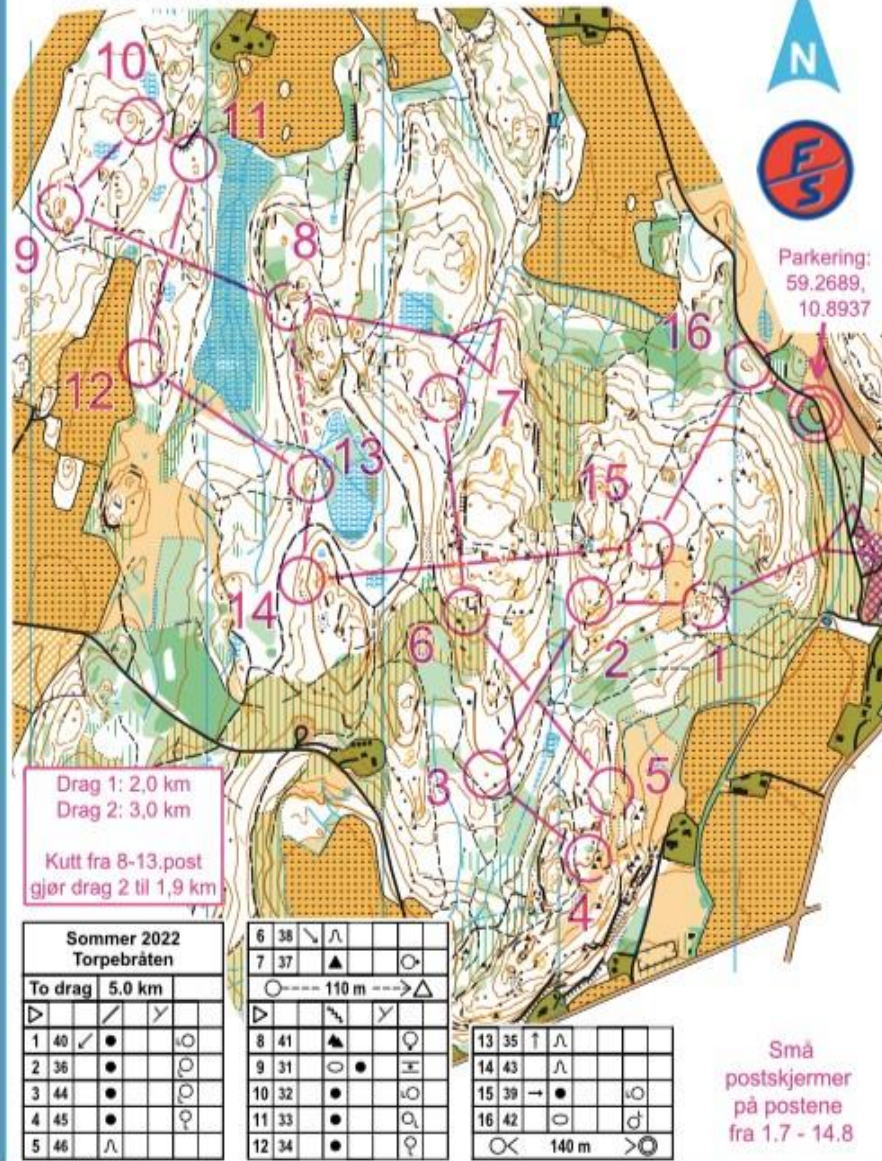 N
F
S
Parkering:
59.2689,
10.8937
10
11
9
8
16
12
7
13
15
14
6
2
1
3
5
4
Drag 1: 2,0 km
Drag 2: 3,0 km
Kutt fra 8-13.post
gjør drag 2 til 1,9 km
Sommer 2022
Torpebråten
To drag 5.0 km
1 40
2 36
3 44
4 45
5 46
6 38
7 37
110 m
8 41
9 31
10 32
11 33
12 34
13 35
14 43
15 39
16 42
140 m
Små
postskjermer
på postene
fra 1.7 - 14.8